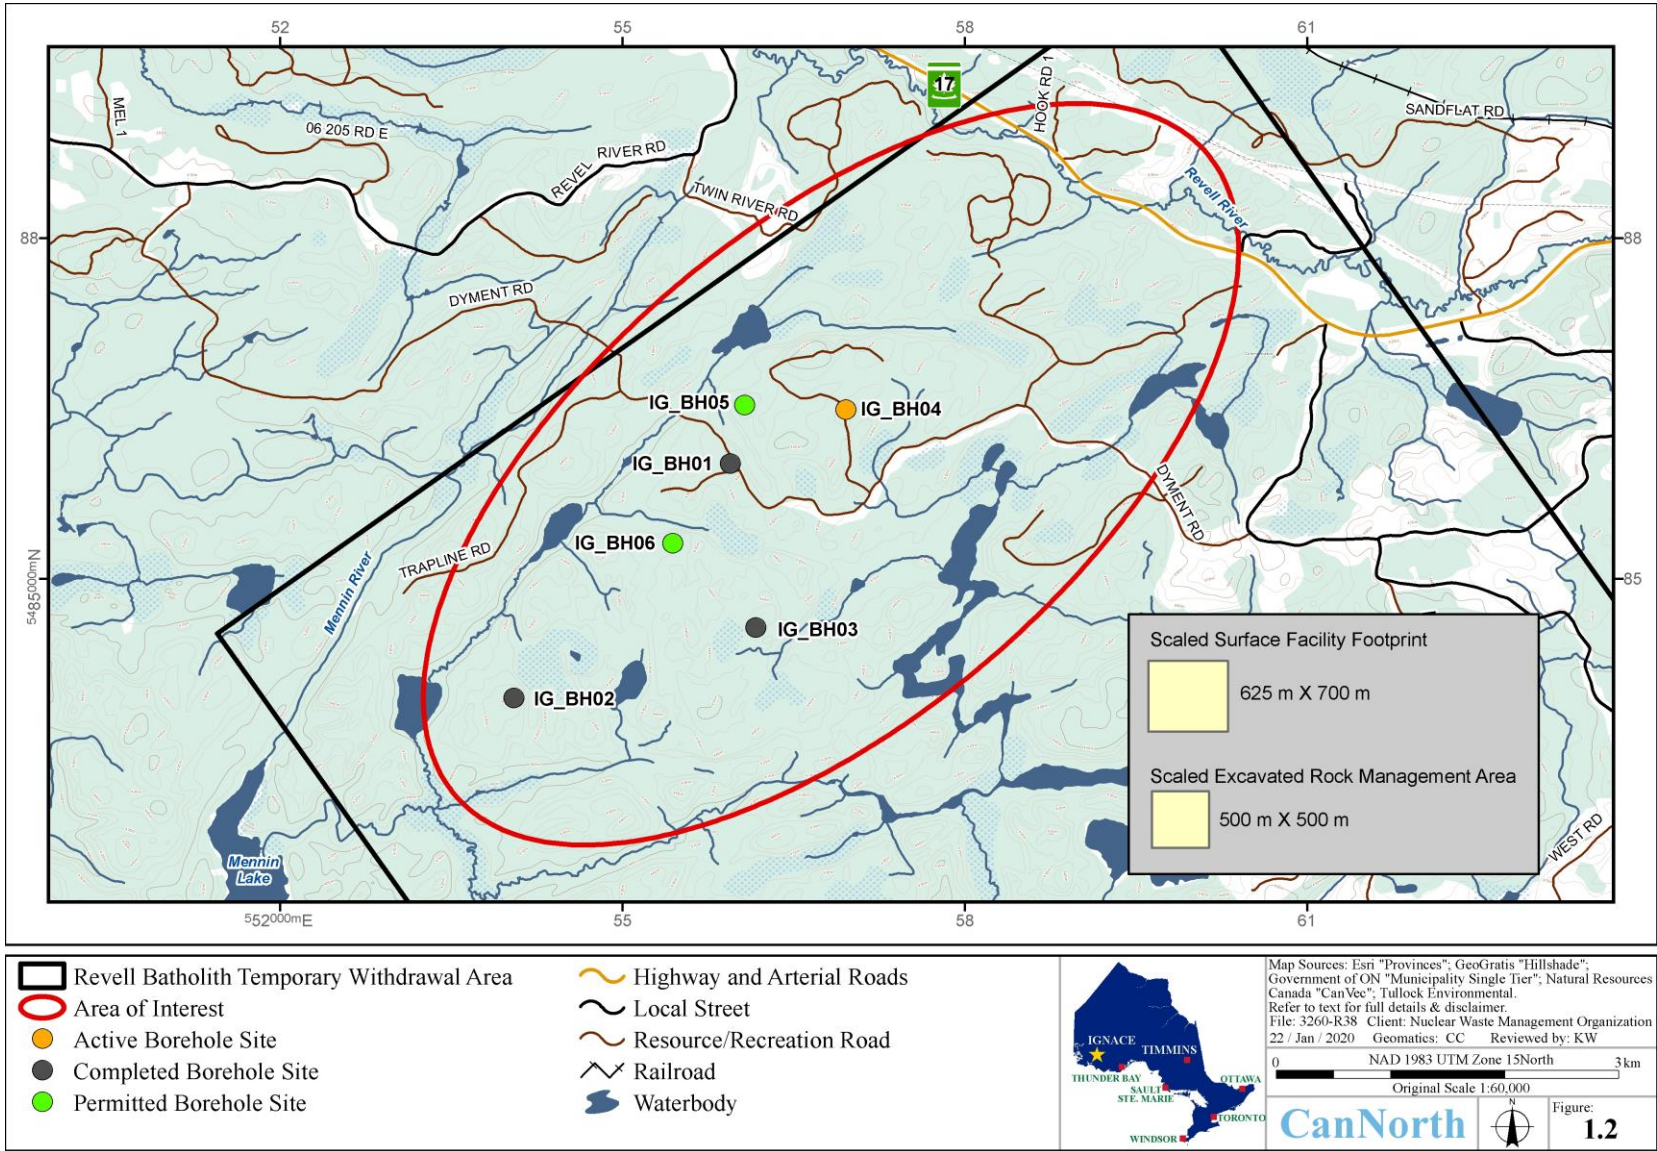 52 55 58 61
MEL 1
06 205 RD E
REVEL RIVER RD
TWIN RIVER RD
17
HOOK RD 1
SANDFLAT RD
Revell River
88 88
DYMENT RD
IG_BH05
IG_BH04
IG_BH01
DYMENT RD
IG_BH06
TRAPLINE RD
Mennin River
5485000mN 85
IG_BH03
IG_BH02
Scaled Surface Facility Footprint
625 m X 700 m
Scaled Excavated Rock Management Area
500 m X 500 m
WEST RD
Mennin
Lake
552000mE 55 58 61
Revell Batholith Temporary Withdrawal Area
Area of Interest
Active Borehole Site
Completed Borehole Site
Permitted Borehole Site
Highway and Arterial Roads
Local Street
Resource/Recreation Road
Railroad
Waterbody
IGNACE
TIMMINS
THUNDER BAY
SAULT
STE. MARIE
OTTAWA
TORONTO
WINDSOR
Map Sources: Esri "Provinces"; GeoGratis "Hillshade";
Government of ON "Municipality Single Tier"; Natural Resources
Canada "CanVec"; Tullock Environmental.
Refer to text for full details & disclaimer.
File: 3260-R38 Client: Nuclear Waste Management Organization
22 / Jan / 2020 Geomatics: CC Reviewed by: KW
0 NAD 1983 UTM Zone 15North 3 km
Original Scale 1:60,000
CanNorth
N
Figure:
1.2